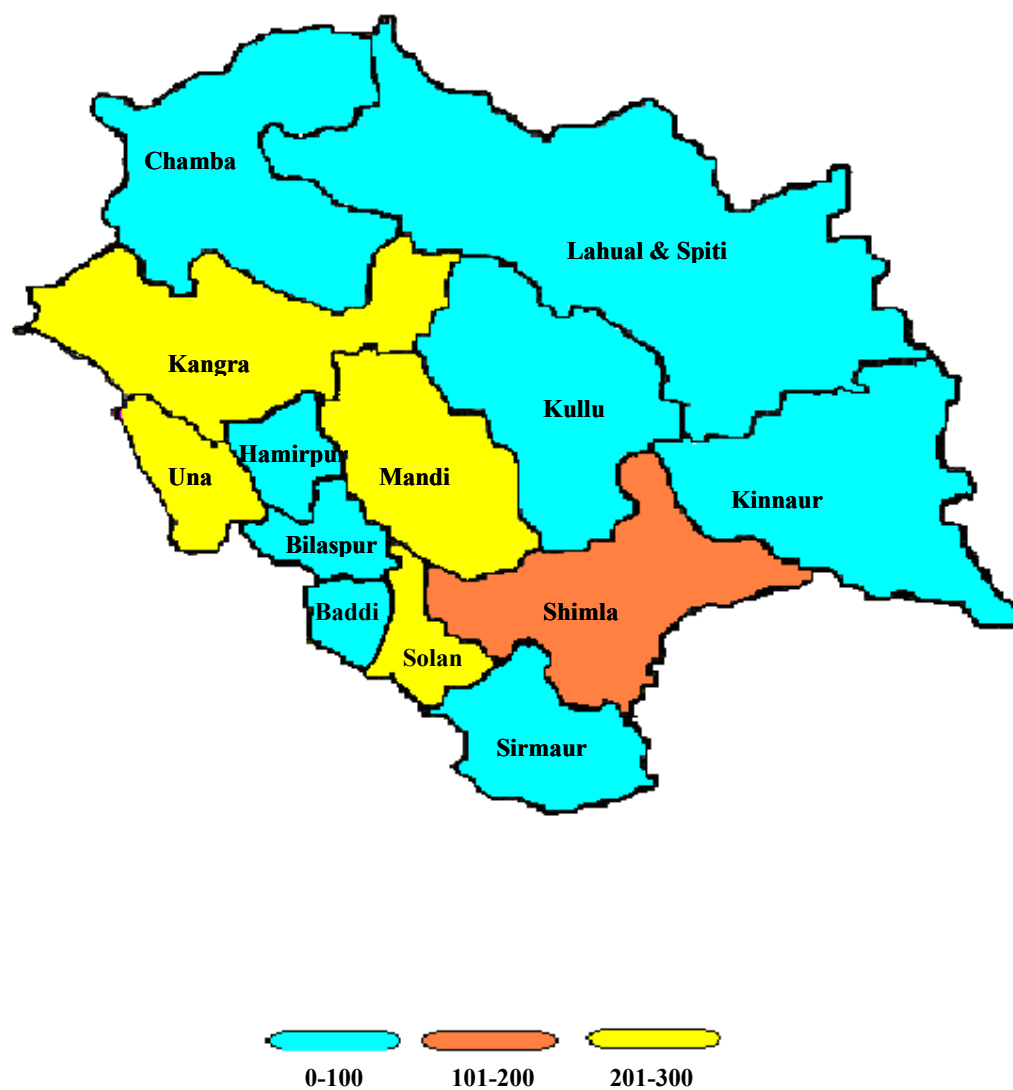 Chamba
Lahual & Spiti
Kangra
Kullu
Hamirpur
Una
Mandi
Kinnaur
Bilaspur
Baddi
Shimla
Solan
Sirmaur
0-100
101-200
201-300